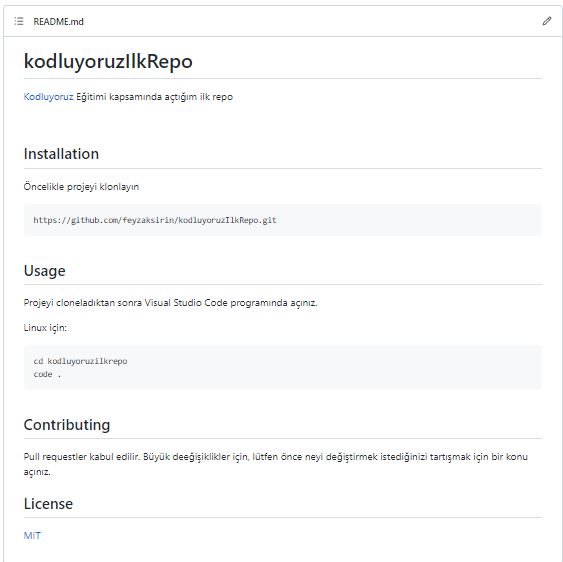 README.md
kodluyoruzIlkRepo
Kodluyoruz Eğitimi kapsamında açtığım ilk repo
Installation
Öncelikle projeyi klonlayın
https://github.com/feyzaksirin/kodluyoruzIlkRepo.git
Usage
Projeyi cloneladıktan sonra Visual Studio Code programında açınız.
Linux için:
cd kodluyoruzilkrepo
code .
Contributing
Pull requestler kabul edilir. Büyük deeğişiklikler için, lütfen önce neyi değiştirmek istediğinizi tartışmak için bir konu
açınız.
License
MIT